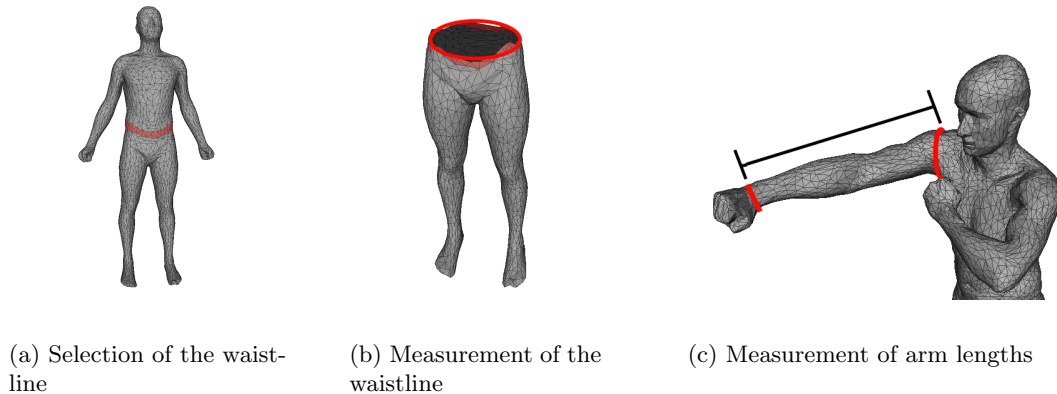 (a) Selection of the waist-
line
(b) Measurement of the
waistline
(c) Measurement of arm lengths